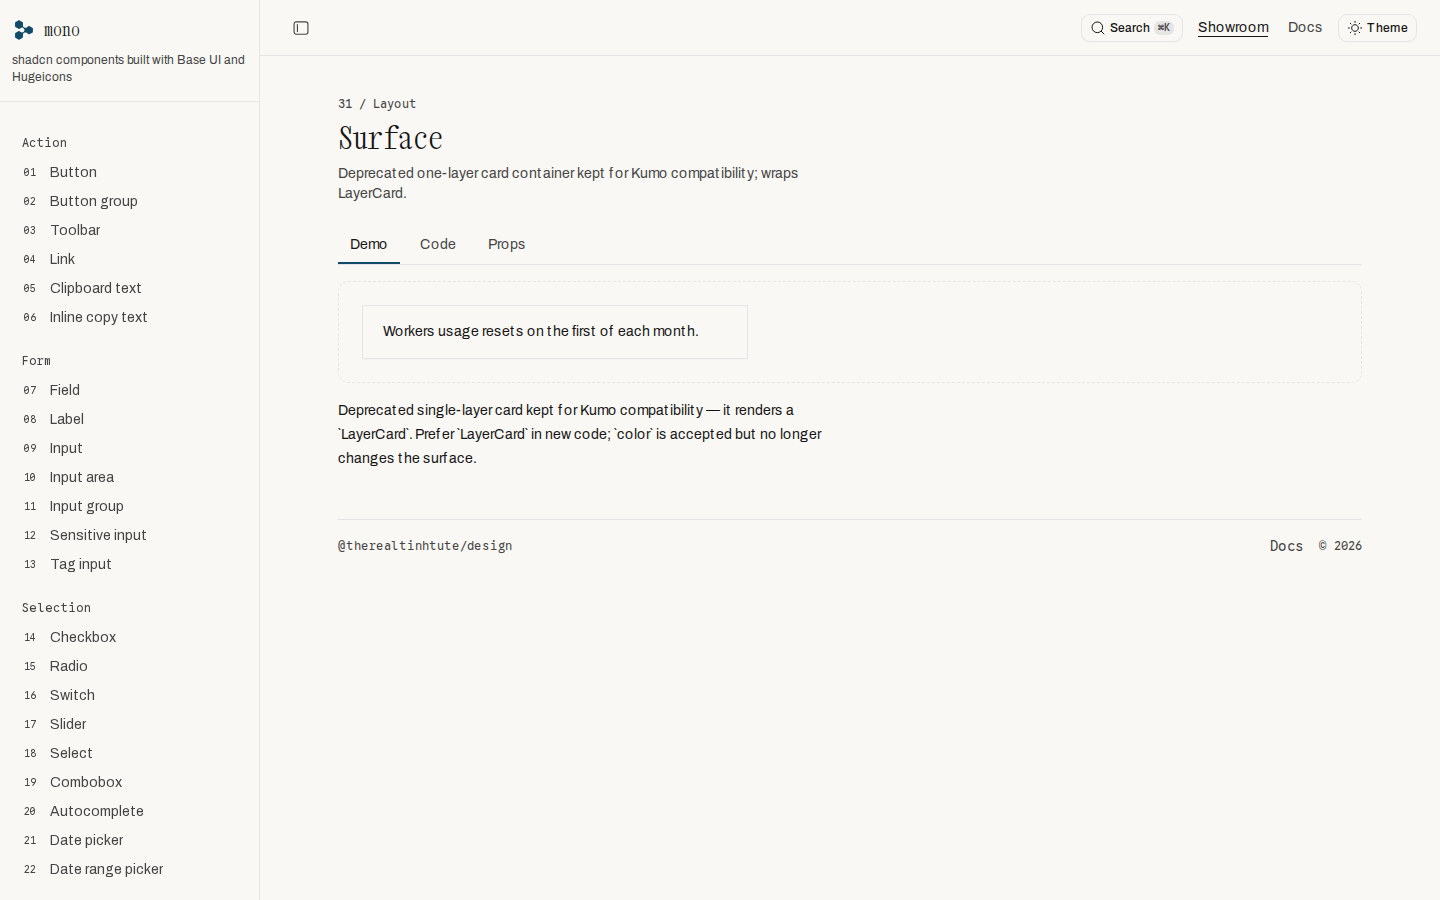 mono
shadcn components built with Base UI and
Hugeicons
Action
01 Button
02 Button group
03 Toolbar
04 Link
05 Clipboard text
06 Inline copy text
Form
07 Field
08 Label
09 Input
10 Input area
11 Input group
12 Sensitive input
13 Tag input
Selection
14 Checkbox
15 Radio
16 Switch
17 Slider
18 Select
19 Combobox
20 Autocomplete
21 Date picker
22 Date range picker
Search ⌘K Showroom Docs Theme
31 / Layout
Surface
Deprecated one-layer card container kept for Kumo compatibility; wraps
LayerCard.
Demo Code Props
Workers usage resets on the first of each month.
Deprecated single-layer card kept for Kumo compatibility — it renders a
`LayerCard`. Prefer `LayerCard` in new code; `color` is accepted but no longer
changes the surface.
@therealtinhtute/design
Docs © 2026